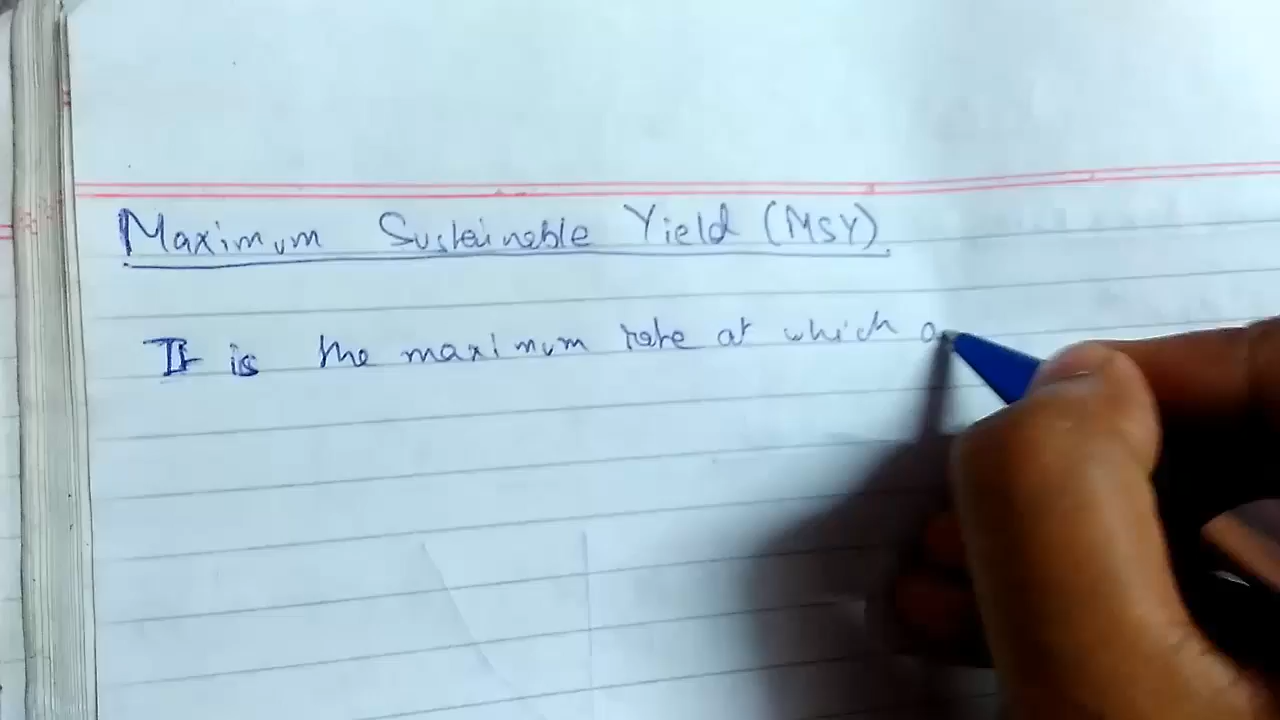 Maximum Sustainable Yield (MSY).
It is the maximum rate at which a